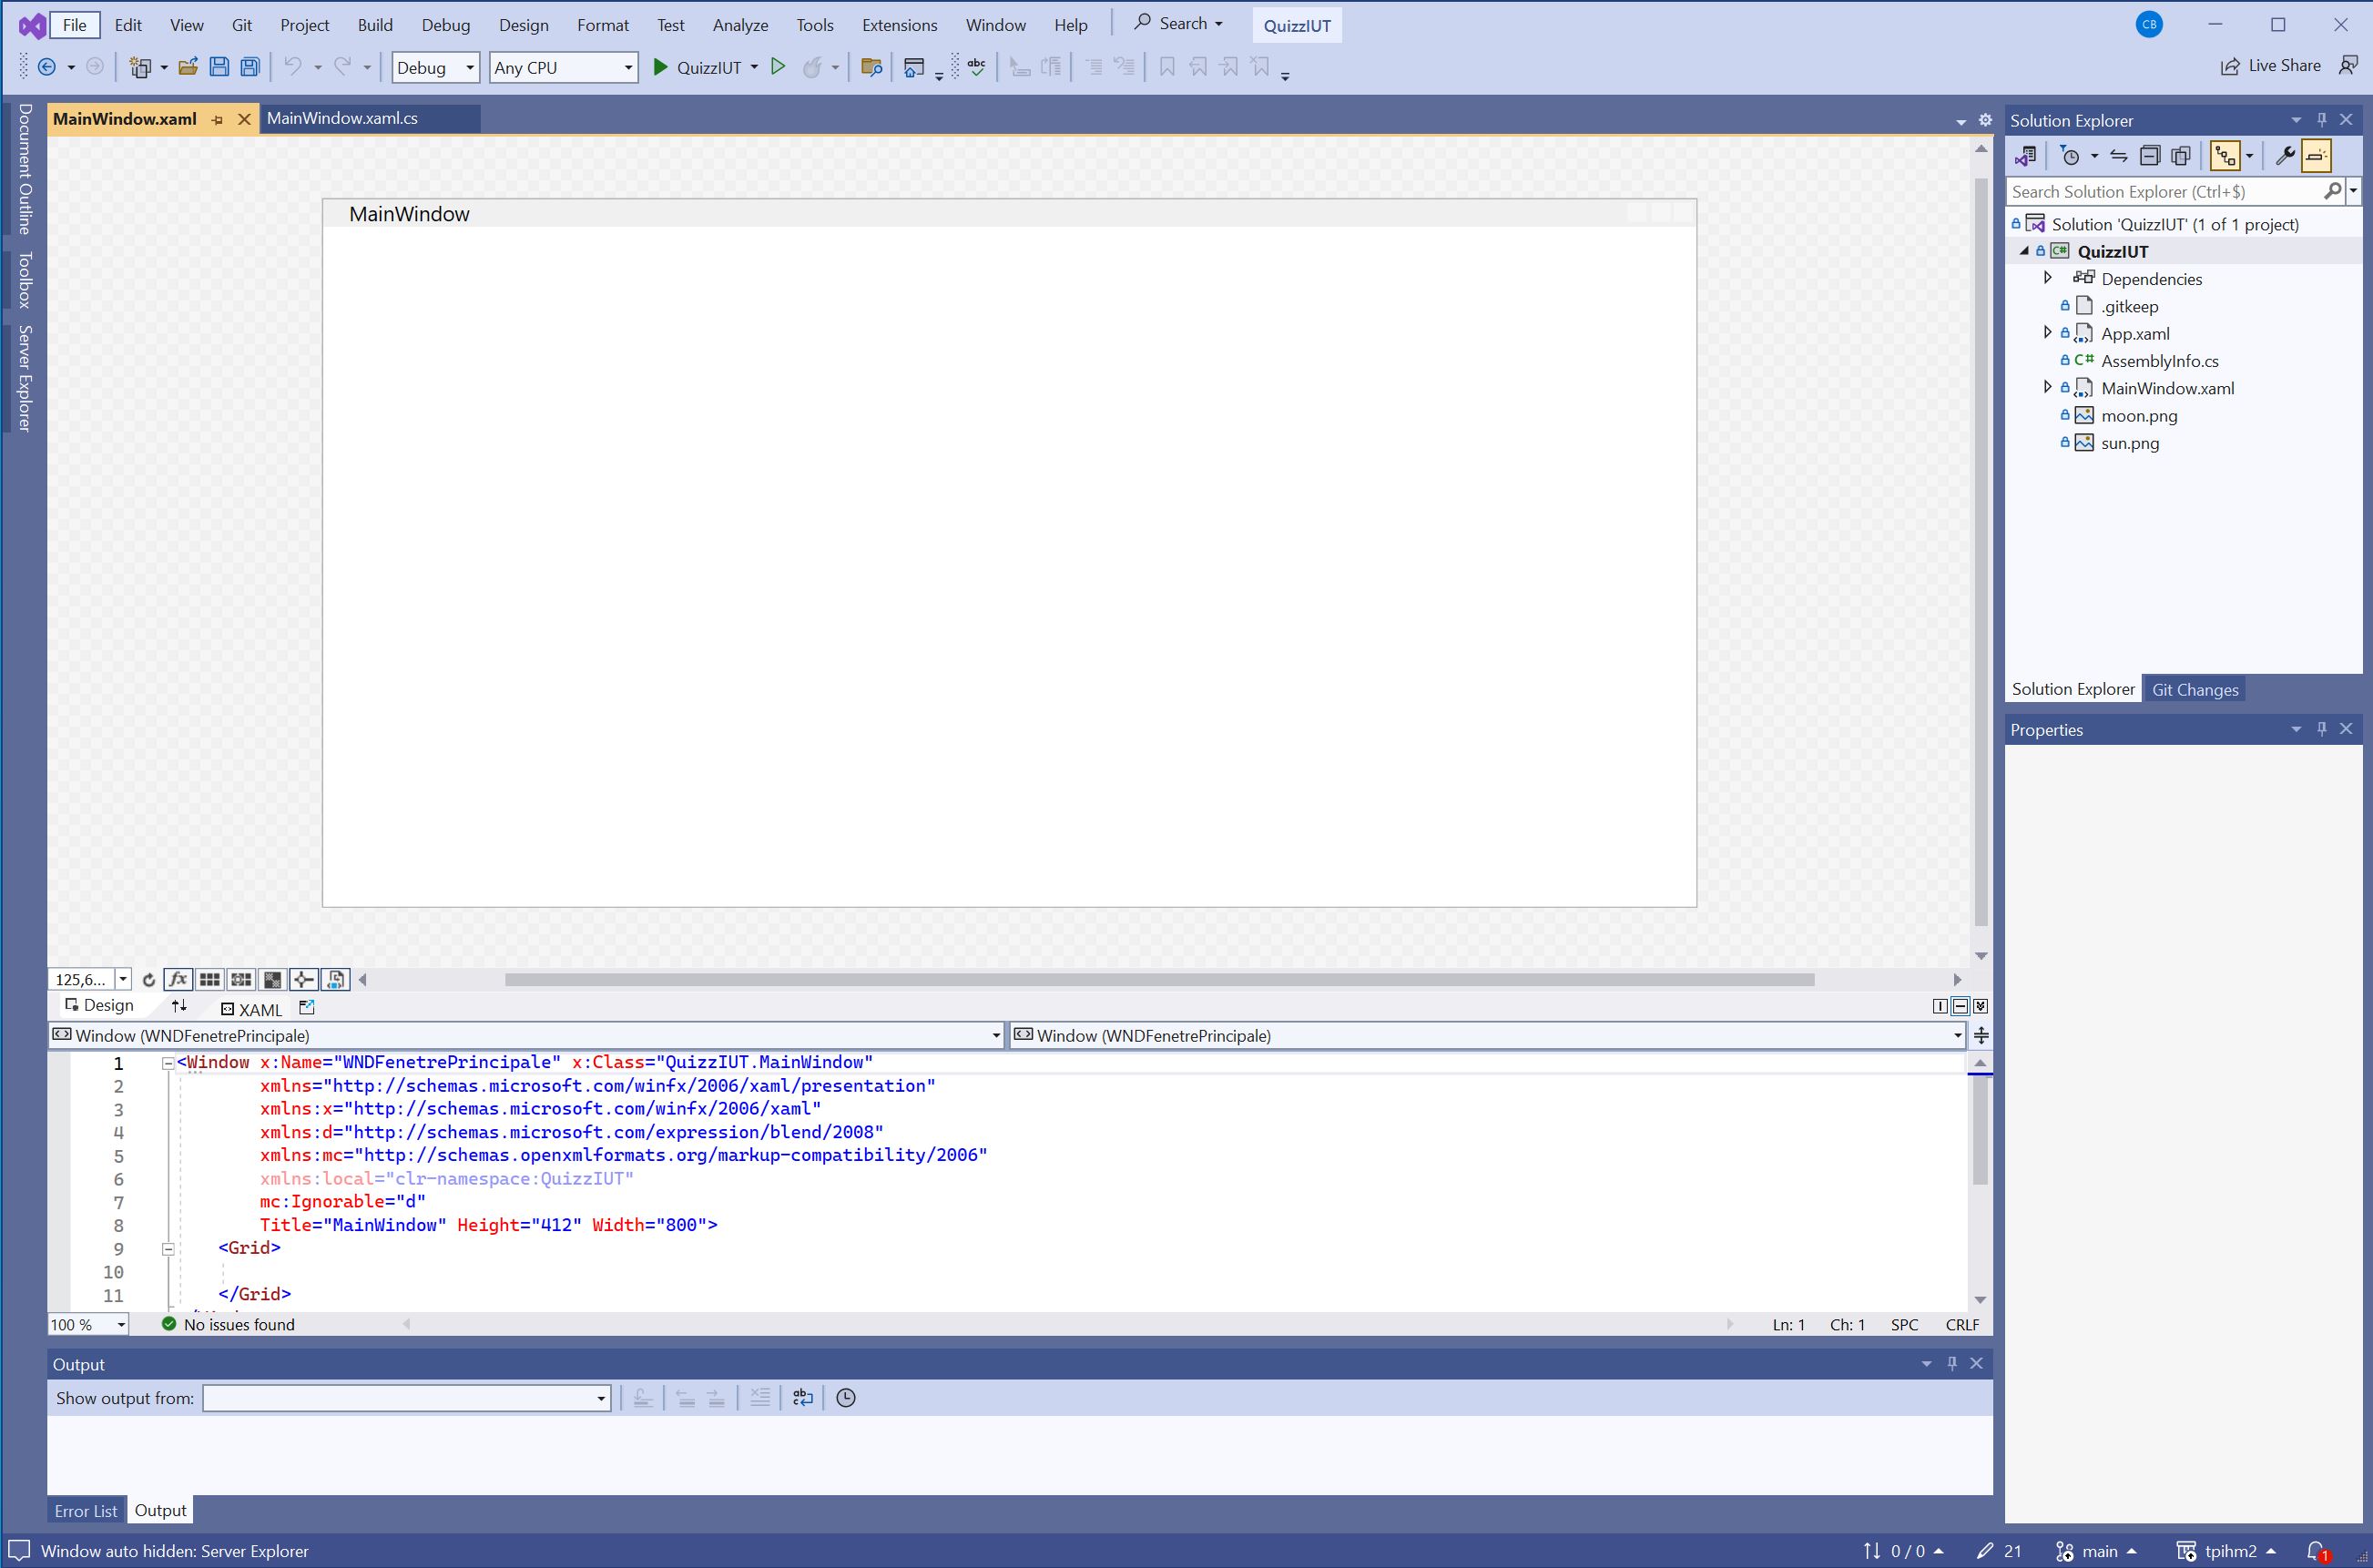 File Edit View Git Project Build Debug Design Format Test Analyze Tools Extensions Window Help Search QuizzIUT CB
Debug Any CPU QuizzIUT abc Live Share
Document Outline
Toolbox
Server Explorer
MainWindow.xaml MainWindow.xaml.cs
MainWindow
125,6...
Design XAML
Window (WNDFenetrePrincipale) Window (WNDFenetrePrincipale)
1 <Window x:Name="WNDFenetrePrincipale" x:Class="QuizzIUT.MainWindow"
2 xmlns="http://schemas.microsoft.com/winfx/2006/xaml/presentation"
3 xmlns:x="http://schemas.microsoft.com/winfx/2006/xaml"
4 xmlns:d="http://schemas.microsoft.com/expression/blend/2008"
5 xmlns:mc="http://schemas.openxmlformats.org/markup-compatibility/2006"
6 xmlns:local="clr-namespace:QuizzIUT"
7 mc:Ignorable="d"
8 Title="MainWindow" Height="412" Width="800">
9 <Grid>
10
11 </Grid>
100 % No issues found Ln: 1 Ch: 1 SPC CRLF
Output
Show output from:
Error List Output
Solution Explorer
Search Solution Explorer (Ctrl+$)
Solution 'QuizzIUT' (1 of 1 project)
C# QuizzIUT
Dependencies
.gitkeep
App.xaml
C# AssemblyInfo.cs
MainWindow.xaml
moon.png
sun.png
Solution Explorer Git Changes
Properties
Window auto hidden: Server Explorer 0 / 0 21 main tpihm2 1